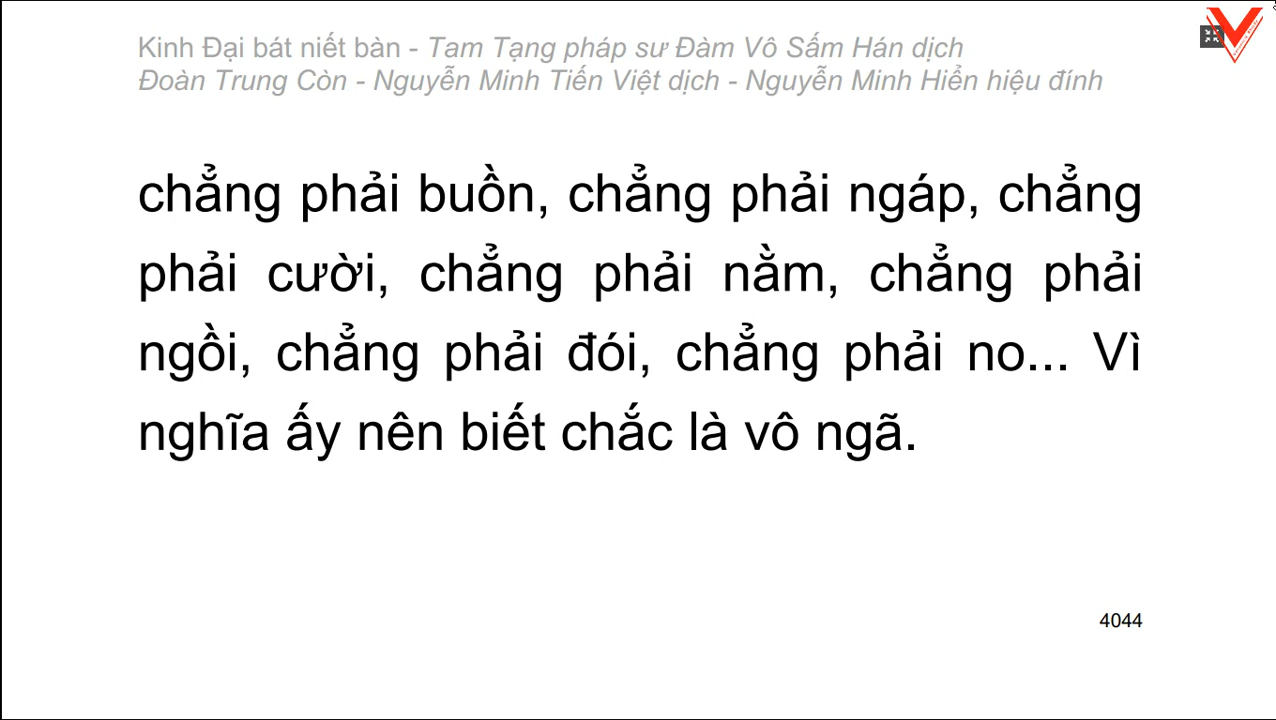 Kinh Đại bát niết bàn - Tam Tạng pháp sư Đàm Vô Sấm Hán dịch
Đoàn Trung Còn - Nguyễn Minh Tiến Việt dịch - Nguyễn Minh Hiển hiệu đính
chẳng phải buồn, chẳng phải ngáp, chẳng
phải cười, chẳng phải nằm, chẳng phải
ngồi, chẳng phải đói, chẳng phải no... Vì
nghĩa ấy nên biết chắc là vô ngã.
4044